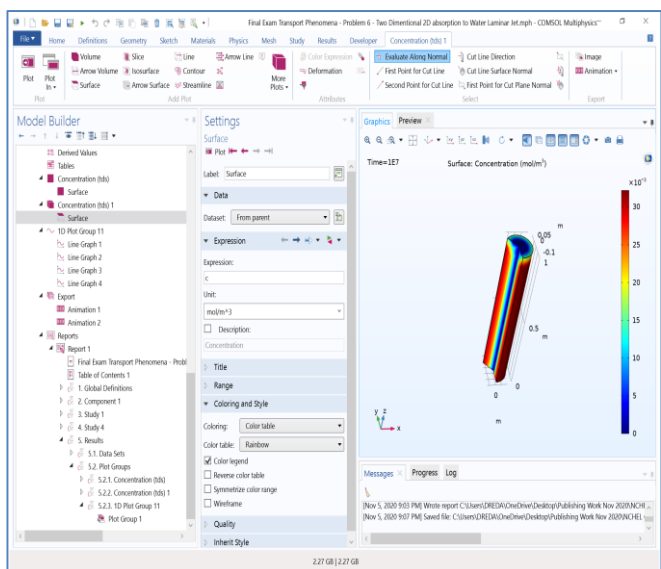 Final Exam Transport Phenomena - Problem 6 - Two Dimentional 2D absorption to Water Laminar Jet.mph - COMSOL Multiphysics
File Home Definitions Geometry Sketch Materials Physics Mesh Study Results Developer Concentration (tds) 1
Volume Slice Line Arrow Line Color Expression Evaluate Along Normal Cut Line Direction Image
Plot Plot In Arrow Volume Isosurface Contour More Plots Deformation First Point for Cut Line Cut Line Surface Normal Animation
Surface Arrow Surface Streamline Second Point for Cut Line First Point for Cut Plane Normal
Plot Add Plot Attributes Select Export
Model Builder
Derived Values
Tables
Concentration (tds)
Surface
Concentration (tds) 1
Surface
1D Plot Group 11
Line Graph 1
Line Graph 2
Line Graph 3
Line Graph 4
Export
Animation 1
Animation 2
Reports
Report 1
Final Exam Transport Phenomena - Probl
Table of Contents 1
1. Global Definitions
2. Component 1
3. Study 1
4. Study 4
5. Results
5.1. Data Sets
5.2. Plot Groups
5.2.1. Concentration (tds)
5.2.2. Concentration (tds) 1
5.2.3. 1D Plot Group 11
Plot Group 1
Settings
Surface
Plot
Label: Surface
Data
Dataset: From parent
Expression
Expression:
c
Unit:
mol/m^3
Description:
Concentration
Title
Range
Coloring and Style
Coloring: Color table
Color table: Rainbow
Color legend
Reverse color table
Symmetrize color range
Wireframe
Quality
Inherit Style
Graphics Preview
Time=1E7 Surface: Concentration (mol/m³)
×10⁻³
30
25
20
15
10
5
0
m
0.05
0
-0.1
1
0.5
m
0
0
m
y z
x
Messages Progress Log
[Nov 5, 2020 9:03 PM] Wrote report C:\Users\DREDA\OneDrive\Desktop\Publishing Work Nov 2020\NCHEL
[Nov 5, 2020 9:07 PM] Saved file: C:\Users\DREDA\OneDrive\Desktop\Publishing Work Nov 2020\NCHEL
2.27 GB | 2.27 GB